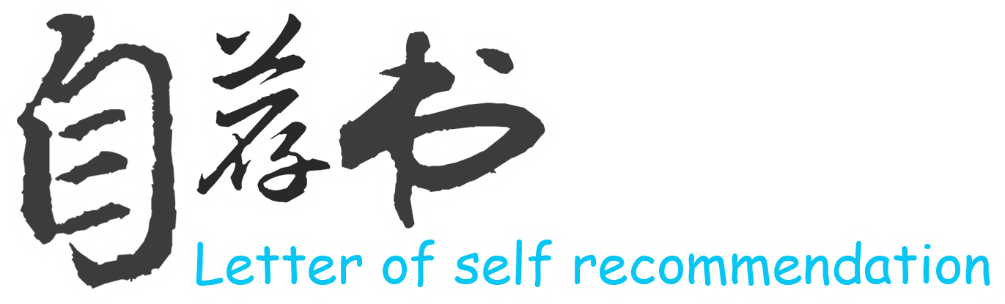 自荐书
Letter of self recommendation